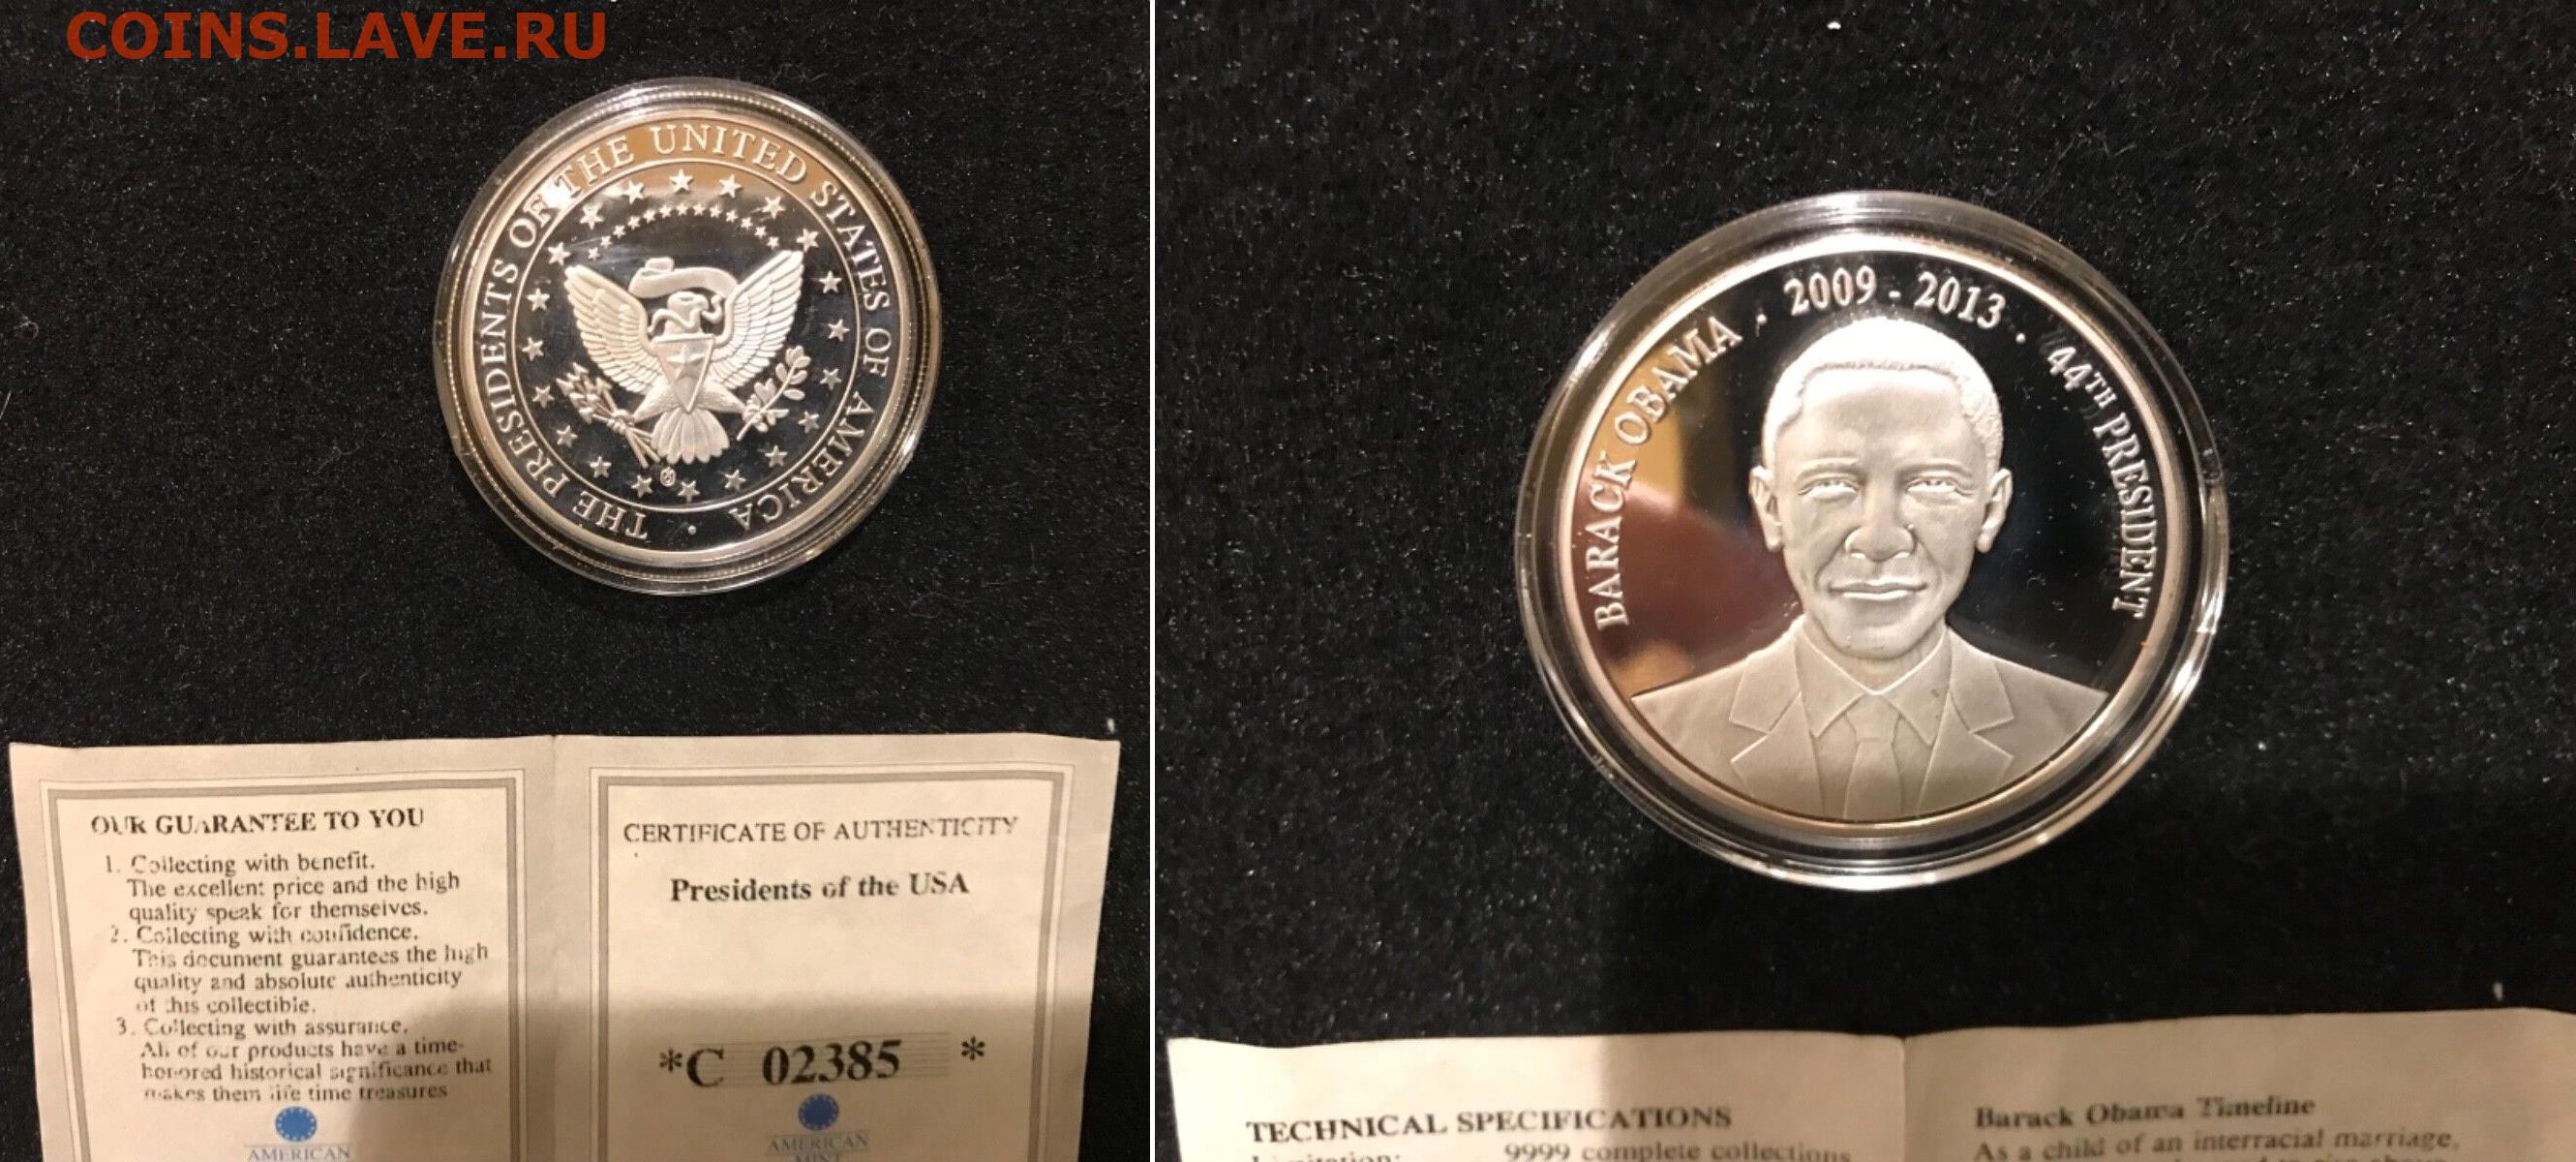 COINS.LAVE.RU
THE PRESIDENTS OF THE UNITED STATES OF AMERICA •
OUR GUARANTEE TO YOU
1. Collecting with benefit.
The excellent price and the high
quality speak for themselves.
2. Collecting with confidence.
This document guarantees the high
quality and absolute authenticity
of this collectible.
3. Collecting with assurance.
All of our products have a time-
honored historical significance that
makes them life time treasures
AMERICAN
CERTIFICATE OF AUTHENTICITY
Presidents of the USA
*C 02385 *
AMERICAN
MINT
BARACK OBAMA • 2009 - 2013 • 44TH PRESIDENT
TECHNICAL SPECIFICATIONS
Limitation: 9999 complete collections
Barack Obama Timeline
As a child of an interracial marriage,